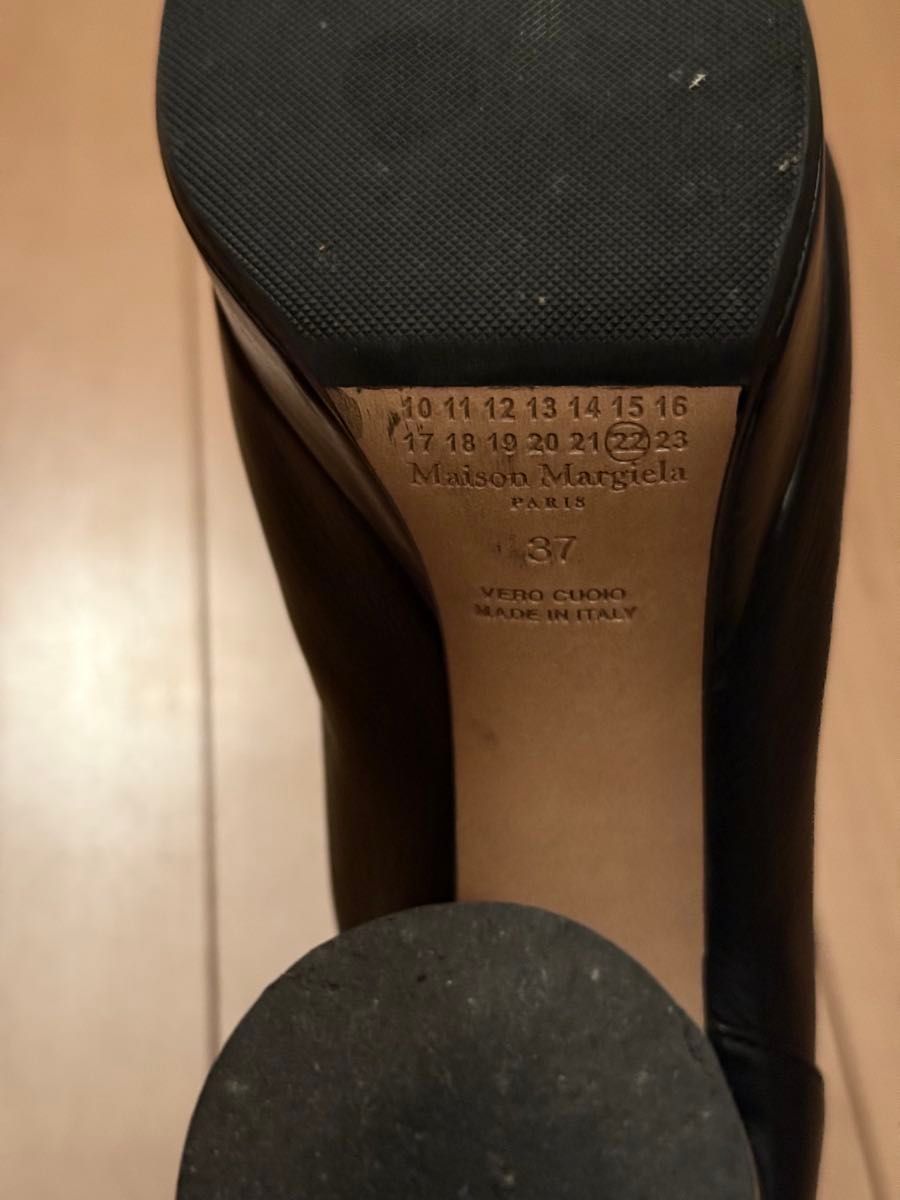 10 11 12 13 14 15 16
17 18 19 20 21 22 23
Maison Margiela
PARIS
37
VERO CUOIO
MADE IN ITALY